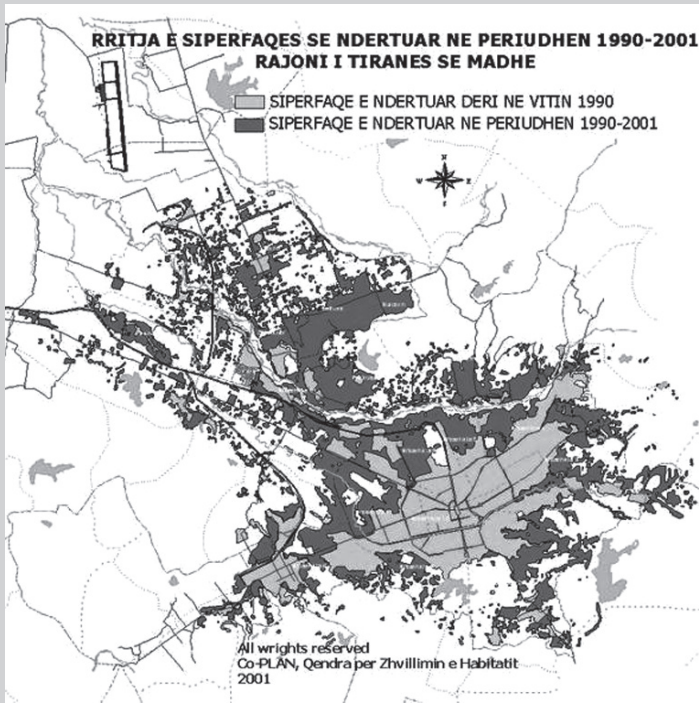 RRITJA E SIPERFAQES SE NDERTUAR NE PERIUDHEN 1990-2001
RAJONI I TIRANES SE MADHE
SIPERFAQE E NDERTUAR DERI NE VITIN 1990
SIPERFAQE E NDERTUAR NE PERIUDHEN 1990-2001
N
W
E
All wrights reserved
Co-PLAN, Qendra per Zhvillimin e Habitatit
2001